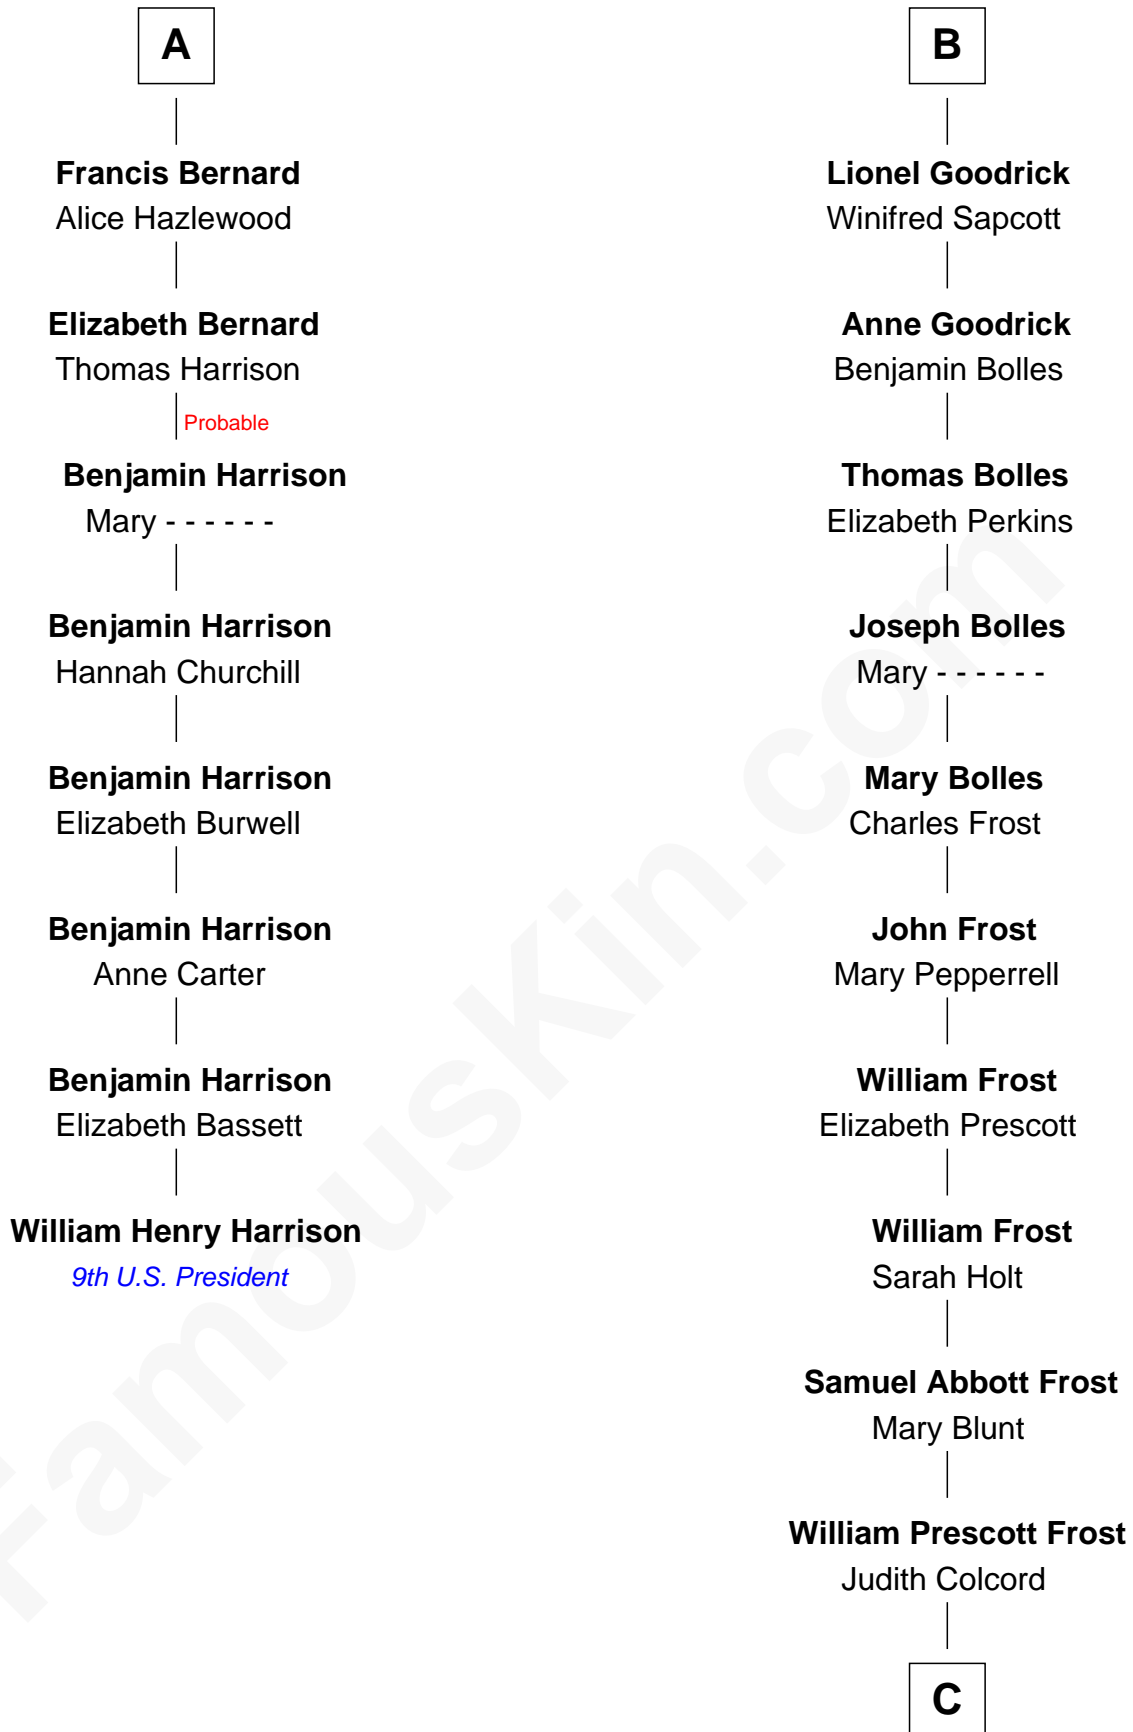 A
Francis Bernard
Alice Hazlewood
Elizabeth Bernard
Thomas Harrison
Probable
Benjamin Harrison
Mary - - - - - -
Benjamin Harrison
Hannah Churchill
Benjamin Harrison
Elizabeth Burwell
Benjamin Harrison
Anne Carter
Benjamin Harrison
Elizabeth Bassett
William Henry Harrison
9th U.S. President
B
Lionel Goodrick
Winifred Sapcott
Anne Goodrick
Benjamin Bolles
Thomas Bolles
Elizabeth Perkins
Joseph Bolles
Mary - - - - - -
Mary Bolles
Charles Frost
John Frost
Mary Pepperrell
William Frost
Elizabeth Prescott
William Frost
Sarah Holt
Samuel Abbott Frost
Mary Blunt
William Prescott Frost
Judith Colcord
C
FamousKin.com